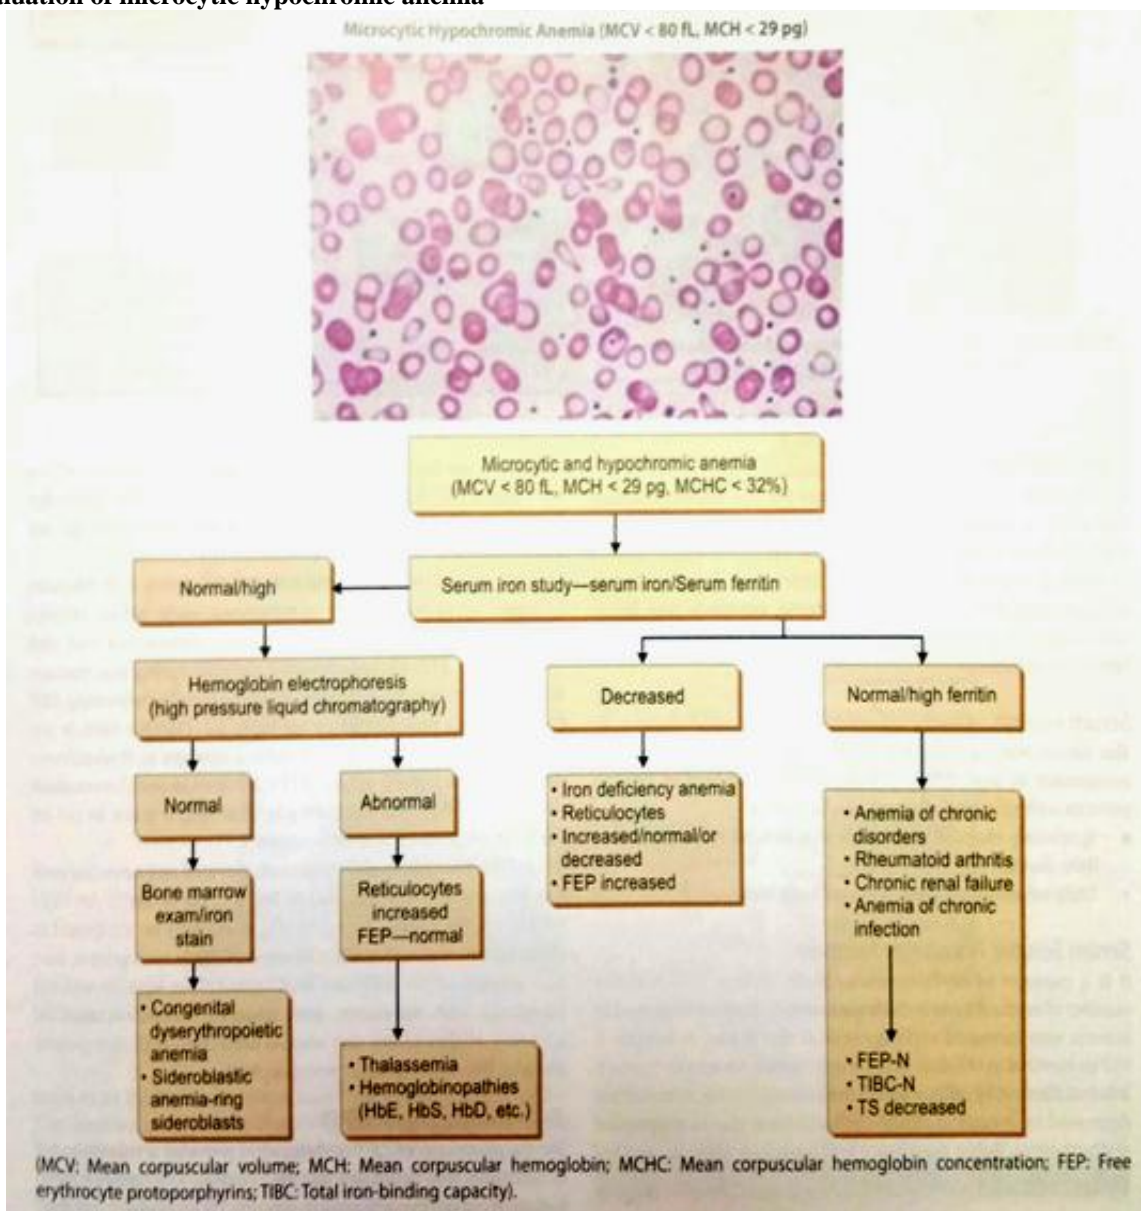 uation of microcytic hypochromic anemia
Microcytic Hypochromic Anemia (MCV < 80 fL, MCH < 29 pg)
Microcytic and hypochromic anemia
(MCV < 80 fL, MCH < 29 pg, MCHC < 32%)
Normal/high
Serum iron study—serum iron/Serum ferritin
Hemoglobin electrophoresis
(high pressure liquid chromatography)
Decreased
Normal/high ferritin
Normal
Abnormal
• Iron deficiency anemia
• Reticulocytes
• Increased/normal/or
decreased
• FEP increased
• Anemia of chronic
disorders
• Rheumatoid arthritis
• Chronic renal failure
• Anemia of chronic
infection
Bone marrow
exam/iron
stain
Reticulocytes
increased
FEP—normal
• Congenital
dyserythropoietic
anemia
• Sideroblastic
anemia-ring
sideroblasts
• Thalassemia
• Hemoglobinopathies
(HbE, HbS, HbD, etc.)
• FEP-N
• TIBC-N
• TS decreased
(MCV: Mean corpuscular volume; MCH: Mean corpuscular hemoglobin; MCHC: Mean corpuscular hemoglobin concentration; FEP: Free
erythrocyte protoporphyrins; TIBC: Total iron-binding capacity).